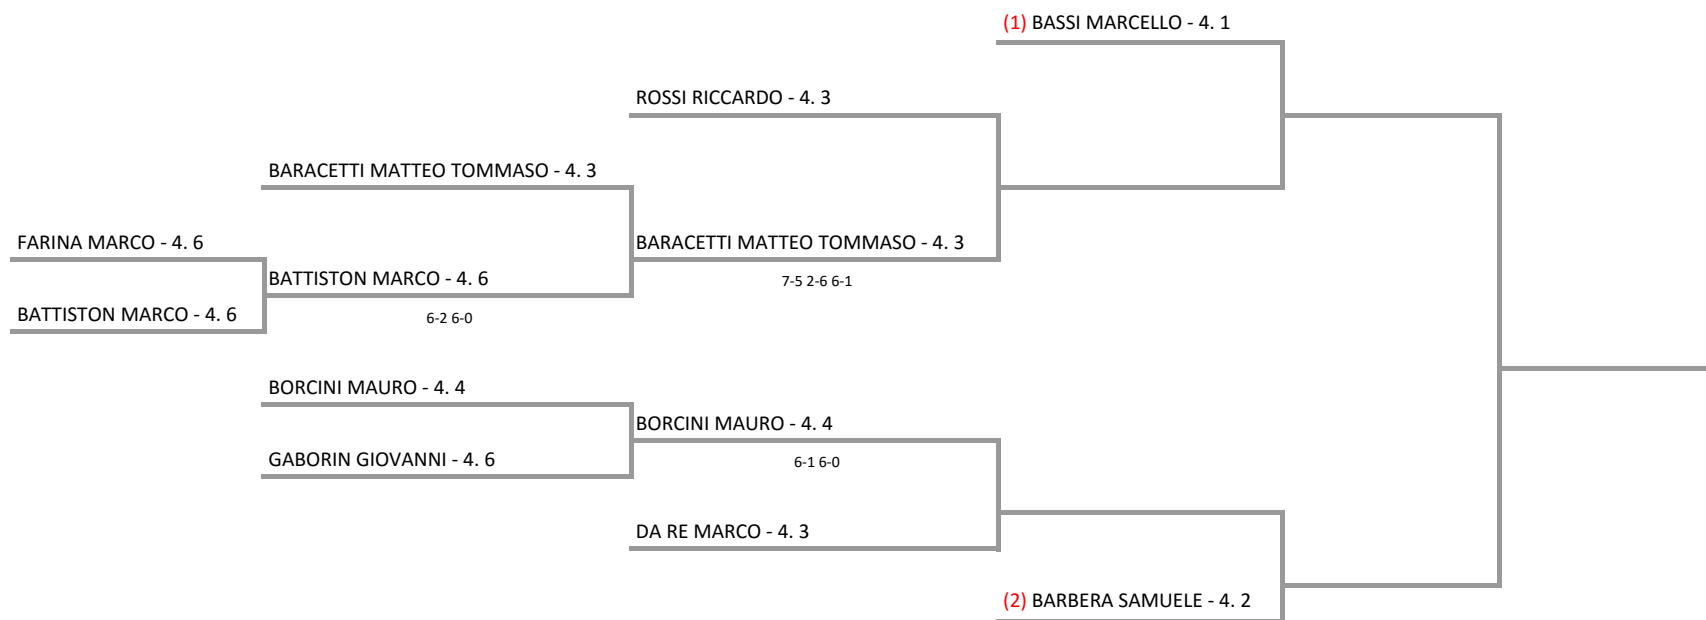 (1) BASSI MARCELLO - 4. 1
ROSSI RICCARDO - 4. 3
BARACETTI MATTEO TOMMASO - 4. 3
FARINA MARCO - 4. 6
BARACETTI MATTEO TOMMASO - 4. 3
BATTISTON MARCO - 4. 6
7-5 2-6 6-1
BATTISTON MARCO - 4. 6
6-2 6-0
BORCINI MAURO - 4. 4
BORCINI MAURO - 4. 4
GABORIN GIOVANNI - 4. 6
6-1 6-0
DA RE MARCO - 4. 3
(2) BARBERA SAMUELE - 4. 2